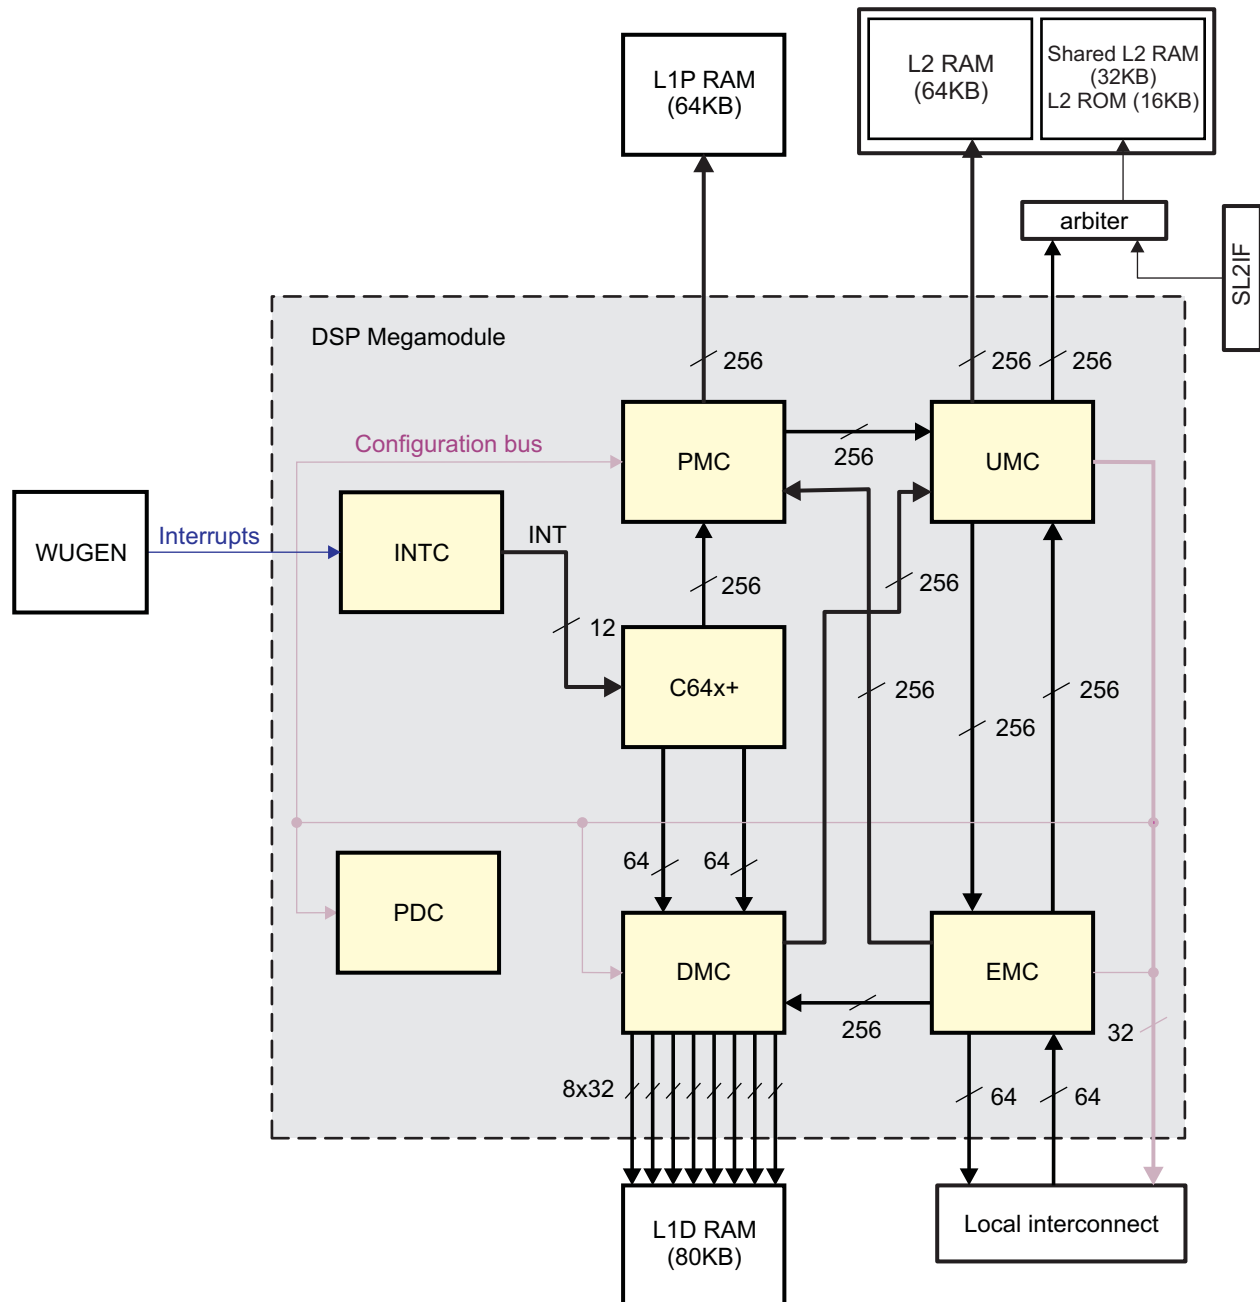 L1P RAM
(64KB)
L2 RAM
(64KB)
Shared L2 RAM
(32KB)
L2 ROM (16KB)
arbiter
SL2IF
DSP Megamodule
256
256
256
Configuration bus
PMC
256
UMC
WUGEN
Interrupts
INTC
INT
256
256
12
C64x+
256
256
256
64
64
PDC
DMC
EMC
256
32
8x32
64
64
L1D RAM
(80KB)
Local interconnect